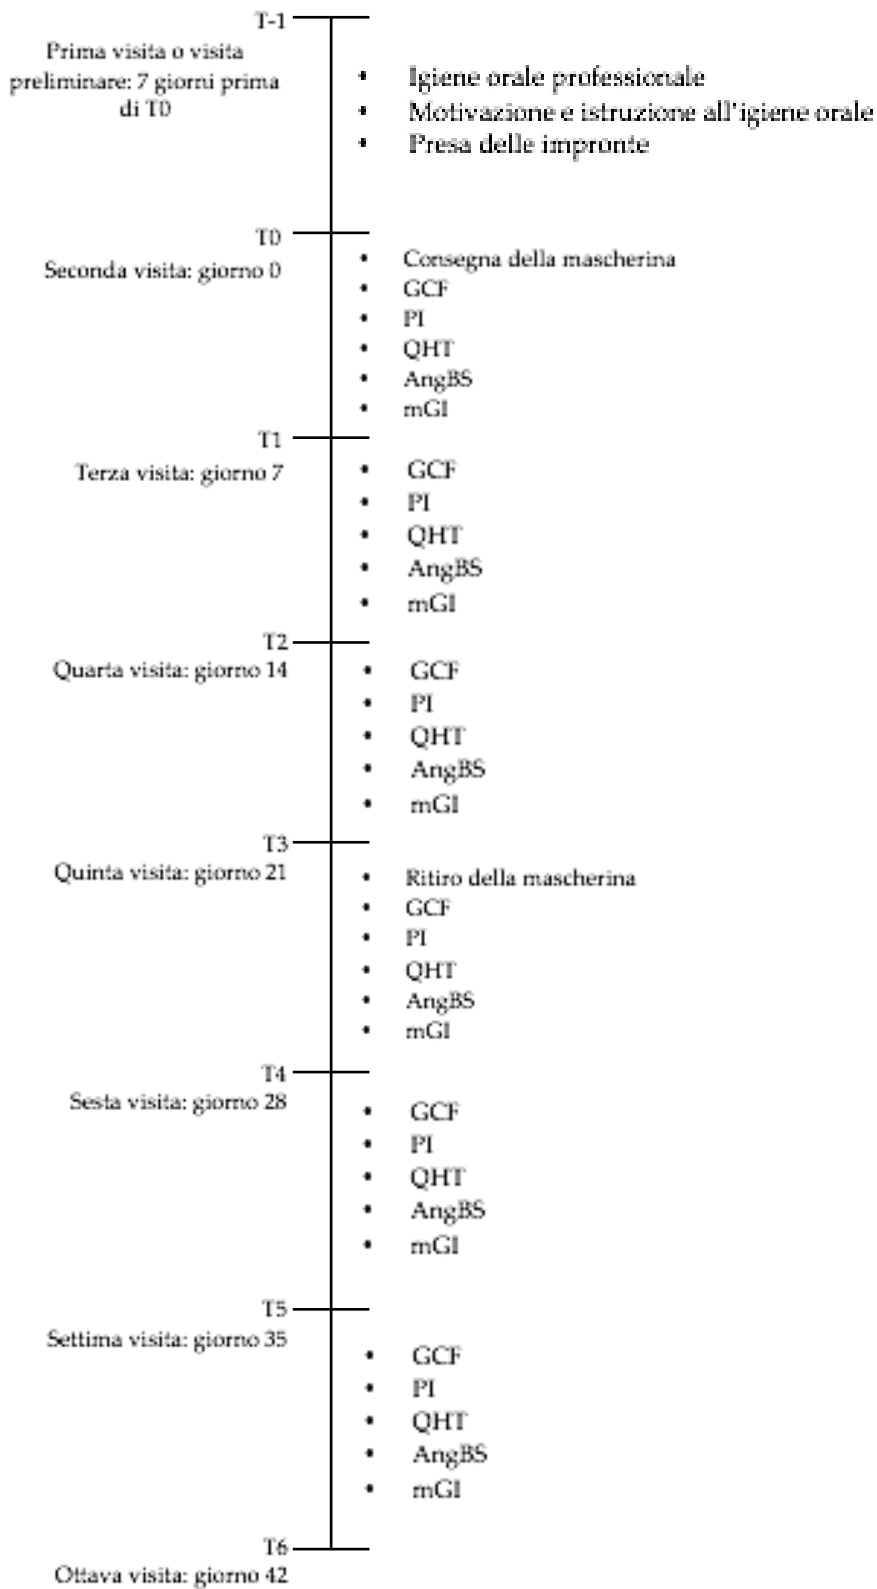 T-1
Prima visita o visita
preliminare: 7 giorni prima
di T0
• Igiene orale professionale
• Motivazione e istruzione all'igiene orale
• Presa delle impronte
T0
Seconda visita: giorno 0
• Consegna della mascherina
• GCF
• PI
• QHT
• AngBS
• mGI
T1
Terza visita: giorno 7
• GCF
• PI
• QHT
• AngBS
• mGI
T2
Quarta visita: giorno 14
• GCF
• PI
• QHT
• AngBS
• mGI
T3
Quinta visita: giorno 21
• Ritiro della mascherina
• GCF
• PI
• QHT
• AngBS
• mGI
T4
Sesta visita: giorno 28
• GCF
• PI
• QHT
• AngBS
• mGI
T5
Settima visita: giorno 35
• GCF
• PI
• QHT
• AngBS
• mGI
T6
Ottava visita: giorno 42